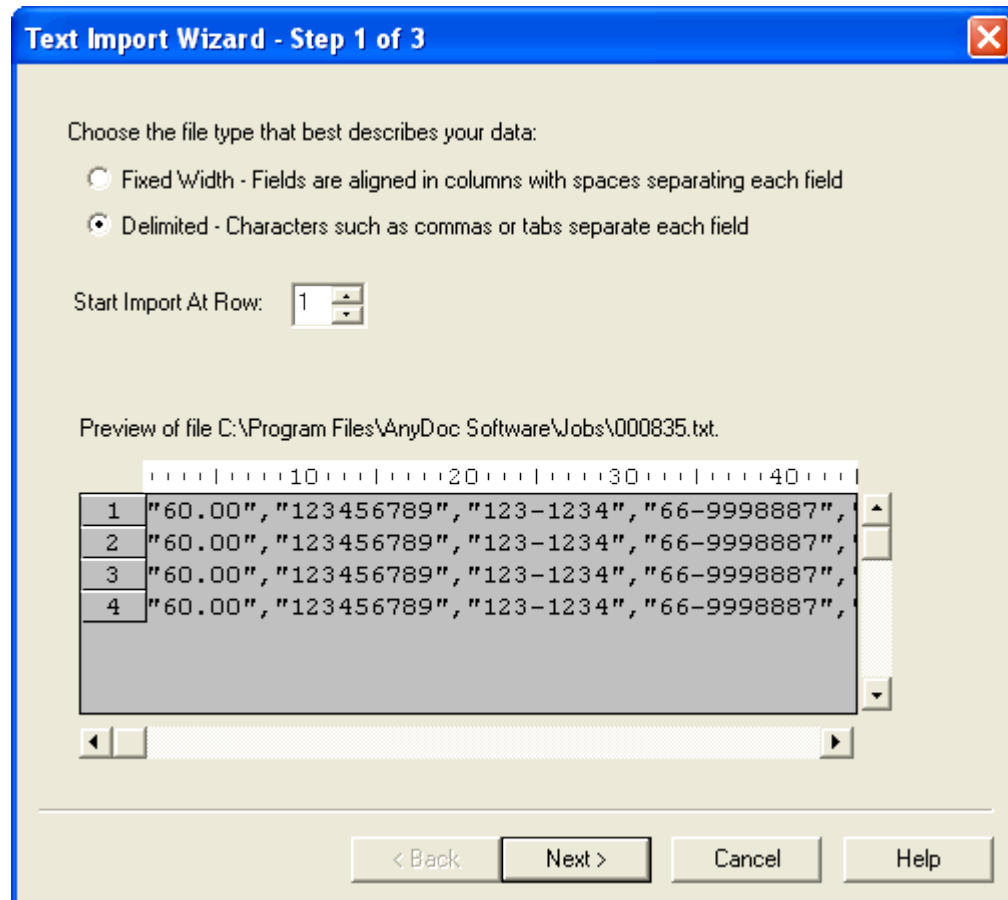 Text Import Wizard - Step 1 of 3
Choose the file type that best describes your data:
Fixed Width - Fields are aligned in columns with spaces separating each field
Delimited - Characters such as commas or tabs separate each field
Start Import At Row: 1
Preview of file C:\Program Files\AnyDoc Software\Jobs\000835.txt.
10 20 30 40
1 "60.00","123456789","123-1234","66-9998887","
2 "60.00","123456789","123-1234","66-9998887","
3 "60.00","123456789","123-1234","66-9998887","
4 "60.00","123456789","123-1234","66-9998887","
< Back Next > Cancel Help